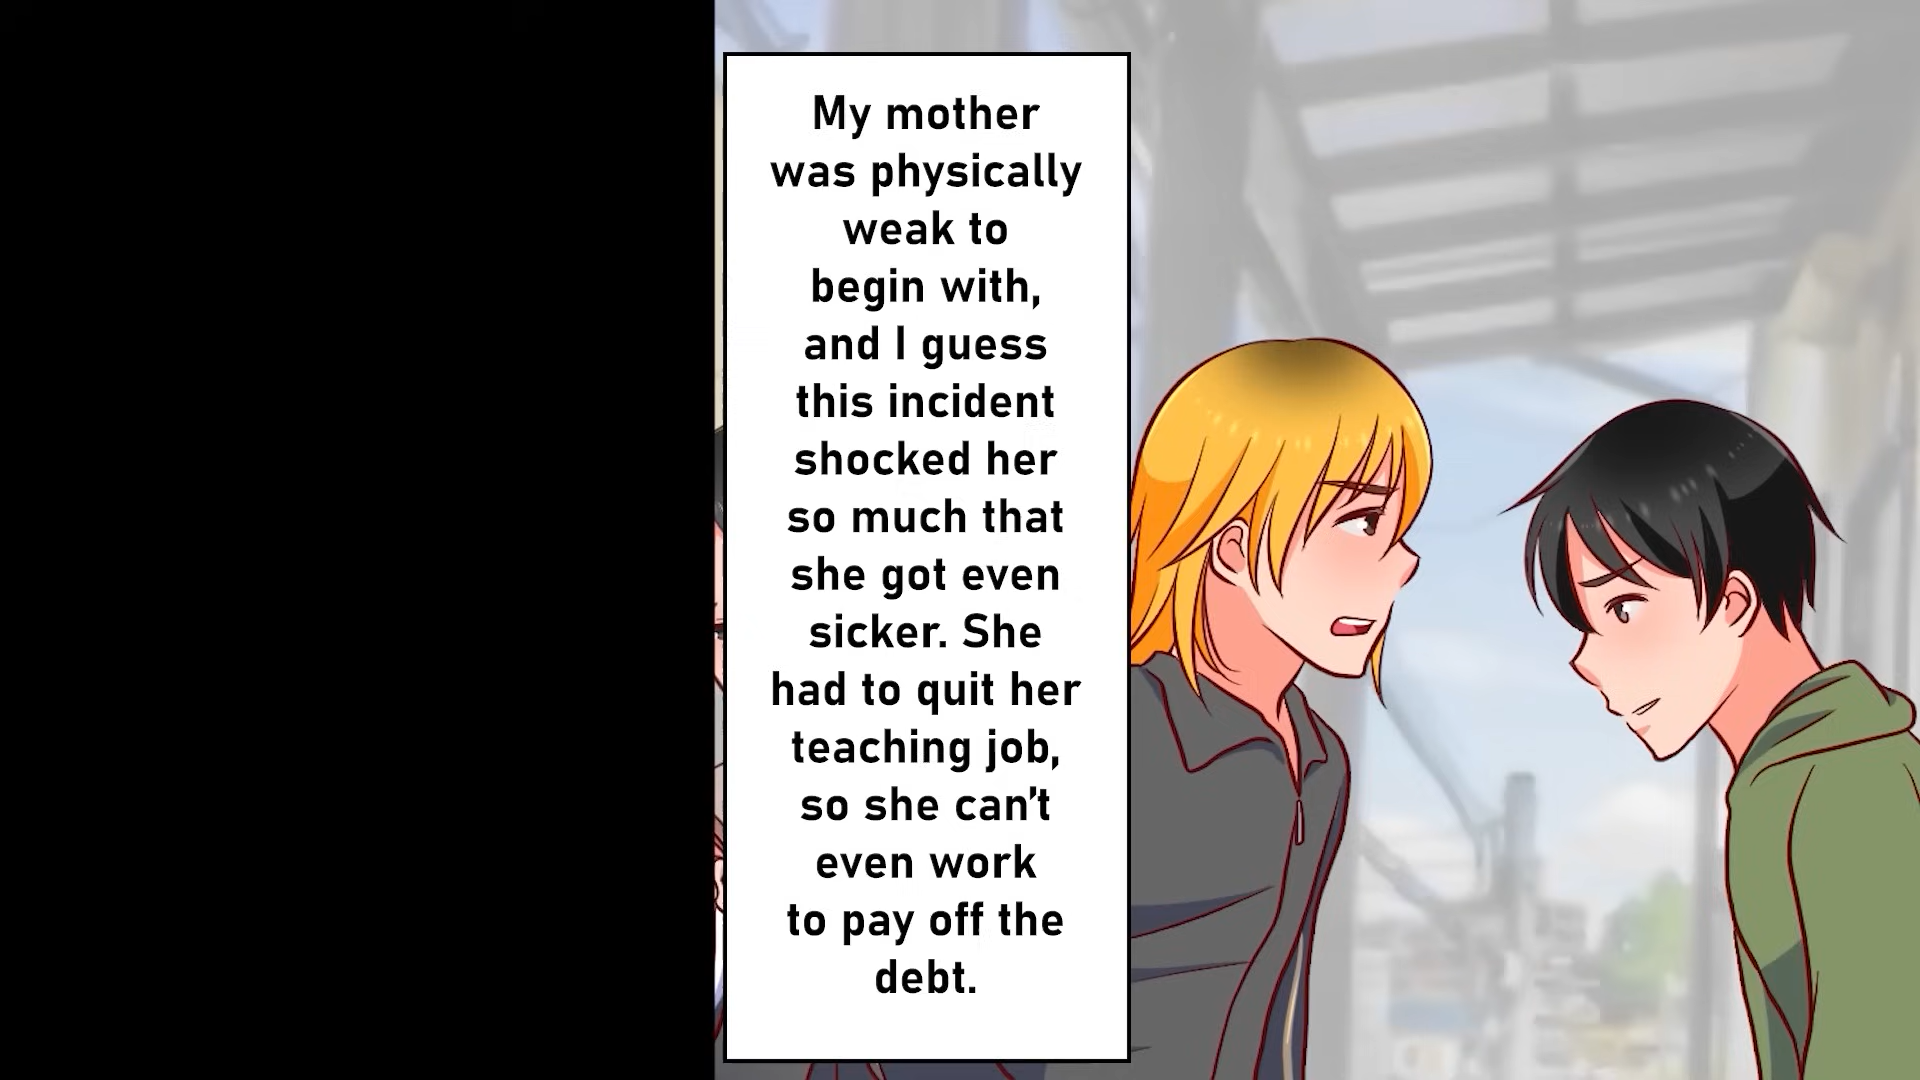 My mother
was physically
weak to
begin with,
and I guess
this incident
shocked her
so much that
she got even
sicker. She
had to quit her
teaching job,
so she can't
even work
to pay off the
debt.